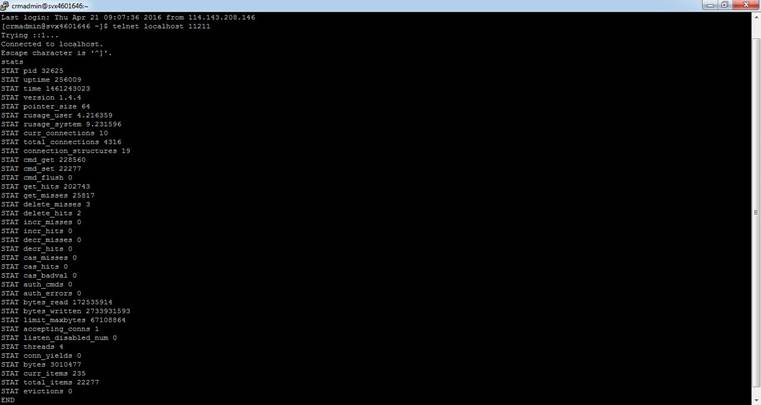 crmadmin@svx4601646:~
Last login: Thu Apr 21 09:07:36 2016 from 114.143.208.146
[crmadmin@svx4601646 ~]$ telnet localhost 11211
Trying ::1...
Connected to localhost.
Escape character is '^]'.
stats
STAT pid 32625
STAT uptime 256009
STAT time 1461243023
STAT version 1.4.4
STAT pointer_size 64
STAT rusage_user 4.216359
STAT rusage_system 9.231596
STAT curr_connections 10
STAT total_connections 4316
STAT connection_structures 19
STAT cmd_get 228560
STAT cmd_set 22277
STAT cmd_flush 0
STAT get_hits 202743
STAT get_misses 25817
STAT delete_misses 3
STAT delete_hits 2
STAT incr_misses 0
STAT incr_hits 0
STAT decr_misses 0
STAT decr_hits 0
STAT cas_misses 0
STAT cas_hits 0
STAT cas_badval 0
STAT auth_cmds 0
STAT auth_errors 0
STAT bytes_read 172535914
STAT bytes_written 2733931593
STAT limit_maxbytes 67108864
STAT accepting_conns 1
STAT listen_disabled_num 0
STAT threads 4
STAT conn_yields 0
STAT bytes 3010477
STAT curr_items 235
STAT total_items 22277
STAT evictions 0
END